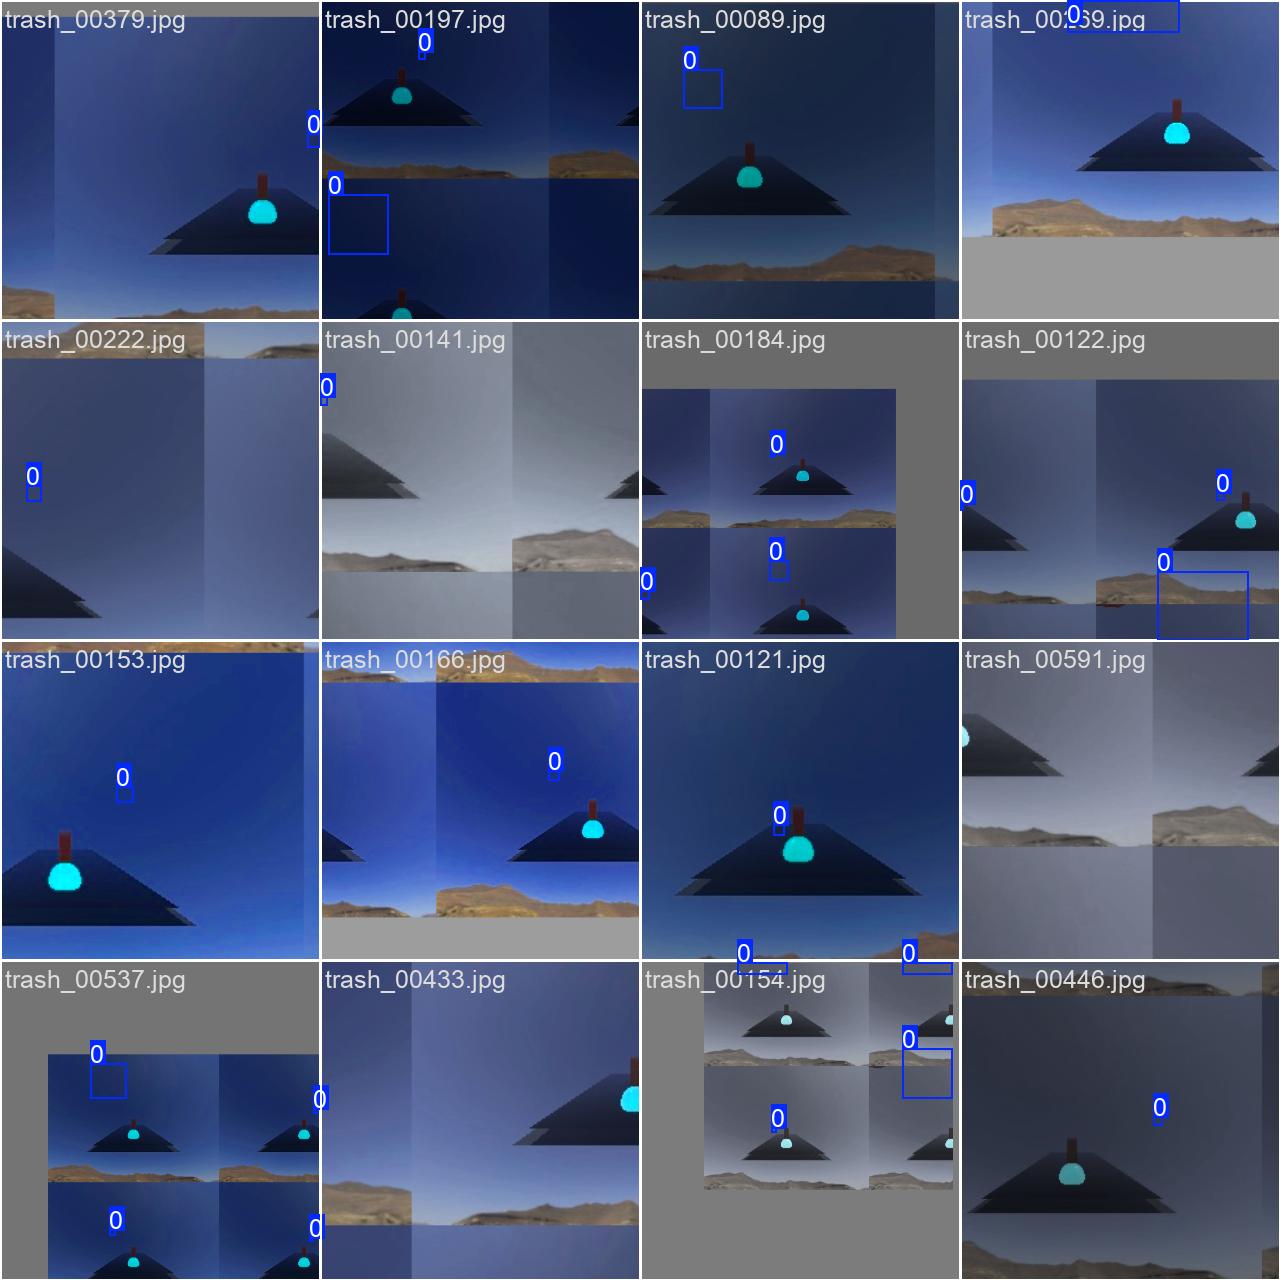 trash_00379.jpg trash_00197.jpg trash_00089.jpg trash_00269.jpg
0 0 0 0
0
trash_00222.jpg trash_00141.jpg trash_00184.jpg trash_00122.jpg
0 0 0 0 0
0 0
0
trash_00153.jpg trash_00166.jpg trash_00121.jpg trash_00591.jpg
0 0 0
0 0
trash_00537.jpg trash_00433.jpg trash_00154.jpg trash_00446.jpg
0 0
0 0 0
0 0